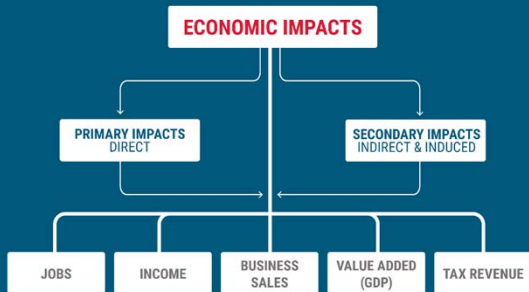 ECONOMIC IMPACTS
PRIMARY IMPACTS
DIRECT
SECONDARY IMPACTS
INDIRECT & INDUCED
JOBS
INCOME
BUSINESS
SALES
VALUE ADDED
(GDP)
TAX REVENUE